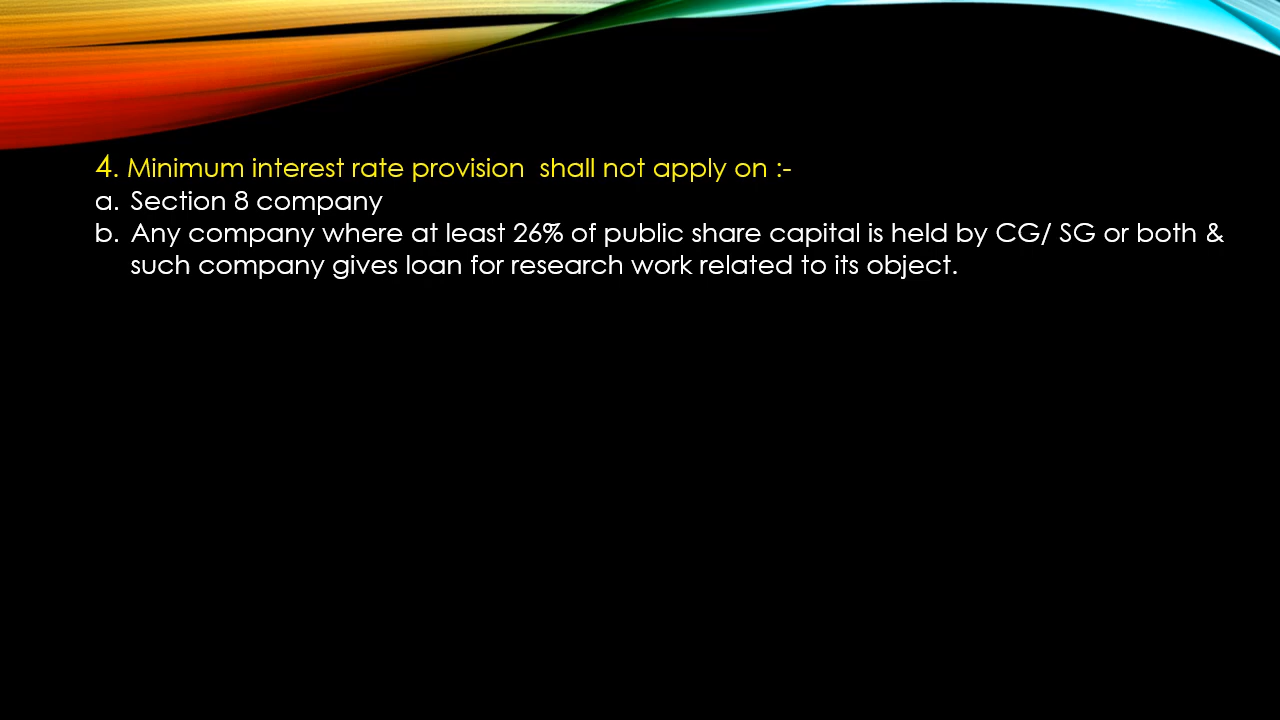 4. Minimum interest rate provision  shall not apply on :-
a. Section 8 company
b. Any company where at least 26% of public share capital is held by CG/ SG or both &
such company gives loan for research work related to its object.